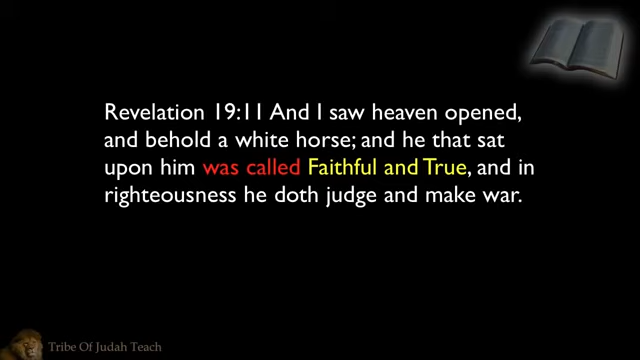 Revelation 19:11 And I saw heaven opened,
and behold a white horse; and he that sat
upon him was called Faithful and True, and in
righteousness he doth judge and make war.
Tribe Of Judah Teach